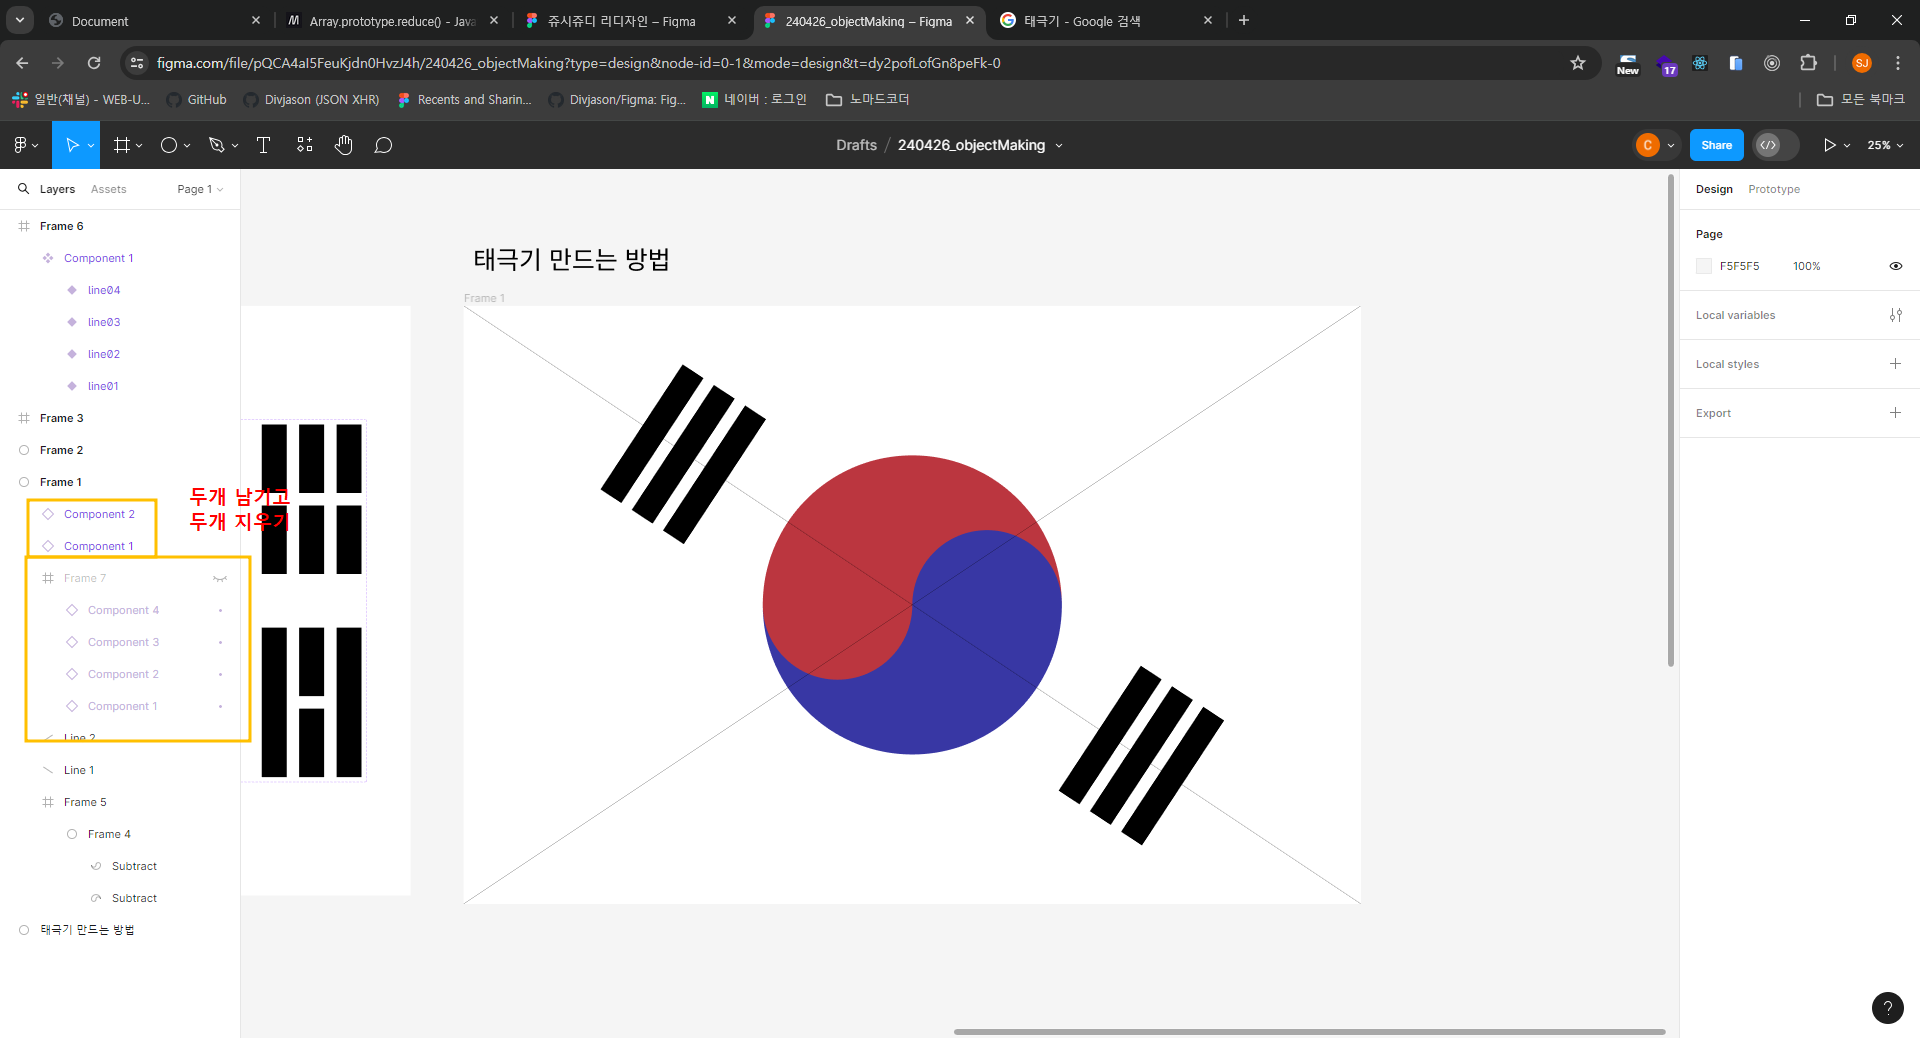 Document
Array.prototype.reduce() - Java
쥬시쥬디 리디자인 – Figma
240426_objectMaking – Figma
태극기 - Google 검색
figma.com/file/pQCA4aI5FeuKjdn0HvzJ4h/240426_objectMaking?type=design&node-id=0-1&mode=design&t=dy2pofLofGn8peFk-0
New
17
SJ
일반(채널) - WEB-U...
GitHub
Divjason (JSON XHR)
Recents and Sharin...
Divjason/Figma: Fig...
네이버 : 로그인
노마드코더
모든 북마크
Drafts / 240426_objectMaking
C
Share
25%
Layers
Assets
Page 1
Frame 6
Component 1
line04
line03
line02
line01
Frame 3
Frame 2
Frame 1
Component 2
Component 1
Frame 7
Component 4
Component 3
Component 2
Component 1
Line 2
Line 1
Frame 5
Frame 4
Subtract
Subtract
태극기 만드는 방법
두개 남기고
두개 지우기
태극기 만드는 방법
Frame 1
Design
Prototype
Page
F5F5F5
100%
Local variables
Local styles
Export
?